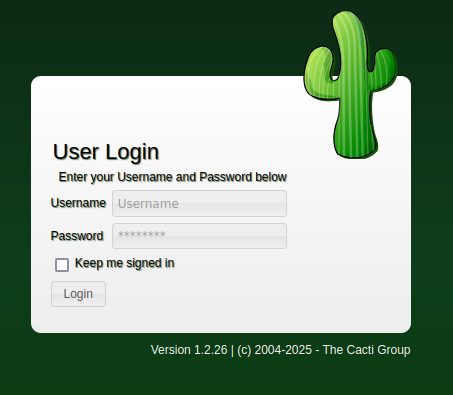 User Login
Enter your Username and Password below
Username Username
Password ********
Keep me signed in
Login
Version 1.2.26 | (c) 2004-2025 - The Cacti Group